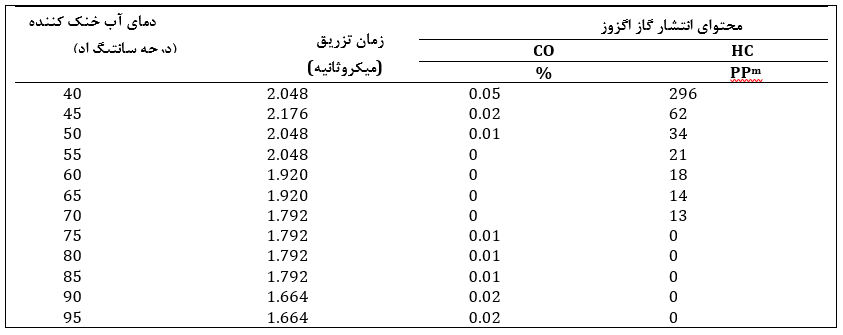 دمای آب خنک کننده
(درجه سانتیگراد)
زمان تزریق
(میکروثانیه)
محتوای انتشار گاز اگزوز
CO HC
% PPᵐ
40 2.048 0.05 296
45 2.176 0.02 62
50 2.048 0.01 34
55 2.048 0 21
60 1.920 0 18
65 1.920 0 14
70 1.792 0 13
75 1.792 0.01 0
80 1.792 0.01 0
85 1.792 0.01 0
90 1.664 0.02 0
95 1.664 0.02 0